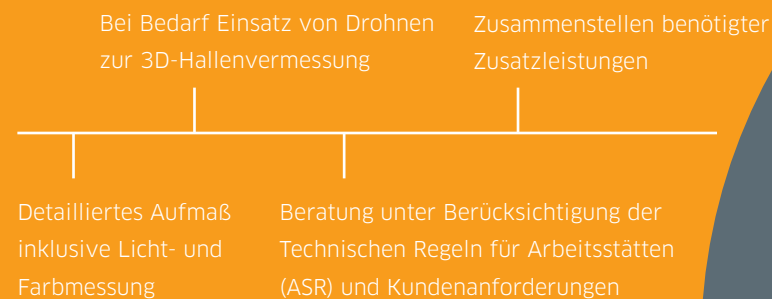 Bei Bedarf Einsatz von Drohnen
zur 3D-Hallenvermessung
Zusammenstellen benötigter
Zusatzleistungen
Detailliertes Aufmaß
inklusive Licht- und
Farbmessung
Beratung unter Berücksichtigung der
Technischen Regeln für Arbeitsstätten
(ASR) und Kundenanforderungen